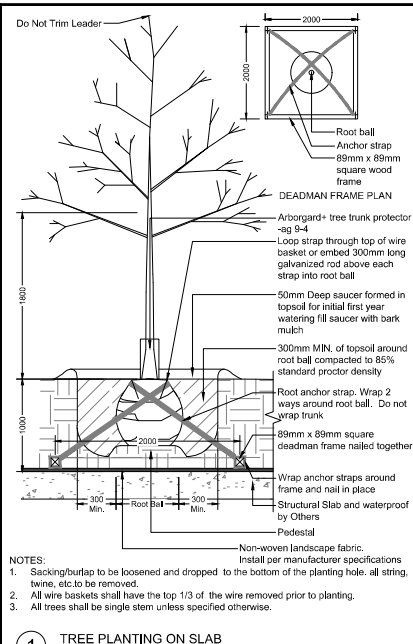 Do Not Trim Leader
2000
2000
Root ball
Anchor strap
89mm x 89mm
square wood
frame
DEADMAN FRAME PLAN
Arborgard+ tree trunk protector
-ag 9-4
Loop strap through top of wire
basket or embed 300mm long
galvanized rod above each
strap into root ball
1800
50mm Deep saucer formed in
topsoil for initial first year
watering fill saucer with bark
mulch
300mm MIN. of topsoil around
root ball compacted to 85%
standard proctor density
1000
Root anchor strap. Wrap 2
ways around root ball. Do not
wrap trunk
2000
89mm x 89mm square
deadman frame nailed together
Wrap anchor straps around
frame and nail in place
300
Min.
Root Ball
300
Min.
Structural Slab and waterproof
by Others
Pedestal
Non-woven landscape fabric.
Install per manufacturer specifications
NOTES:
1. Sacking/burlap to be loosened and dropped to the bottom of the planting hole. all string,
twine, etc.to be removed.
2. All wire baskets shall have the top 1/3 of the wire removed prior to planting.
3. All trees shall be single stem unless specified otherwise.
1
TREE PLANTING ON SLAB